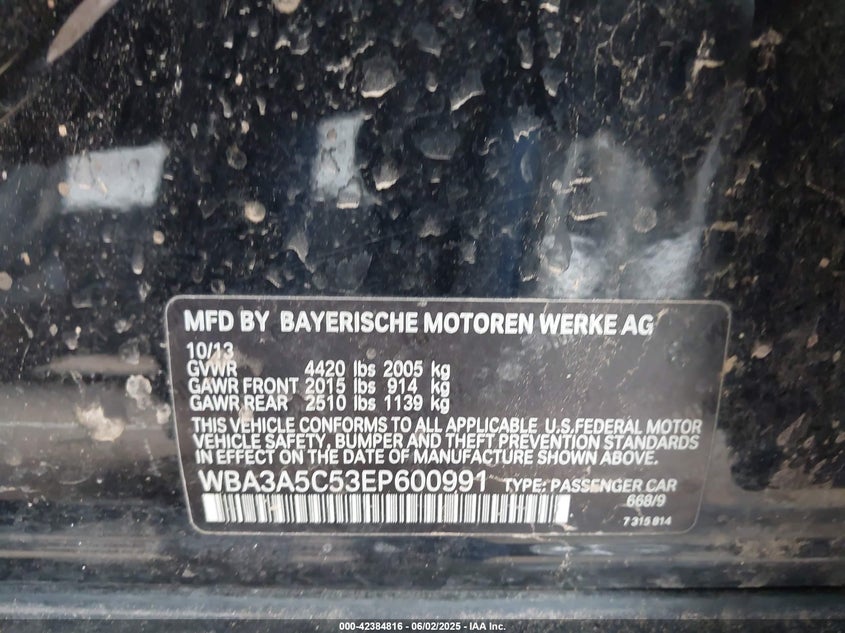 MFD BY BAYERISCHE MOTOREN WERKE AG
10/13
GVWR 4420 lbs 2005 kg
GAWR FRONT 2015 lbs 914 kg
GAWR REAR 2510 lbs 1139 kg
THIS VEHICLE CONFORMS TO ALL APPLICABLE U.S.FEDERAL MOTOR
VEHICLE SAFETY, BUMPER AND THEFT PREVENTION STANDARDS
IN EFFECT ON THE DATE OF MANUFACTURE SHOWN ABOVE.
WBA3A5C53EP600991 TYPE: PASSENGER CAR
668/9
7 315 814
000-42384816 - 06/02/2025 - IAA Inc.